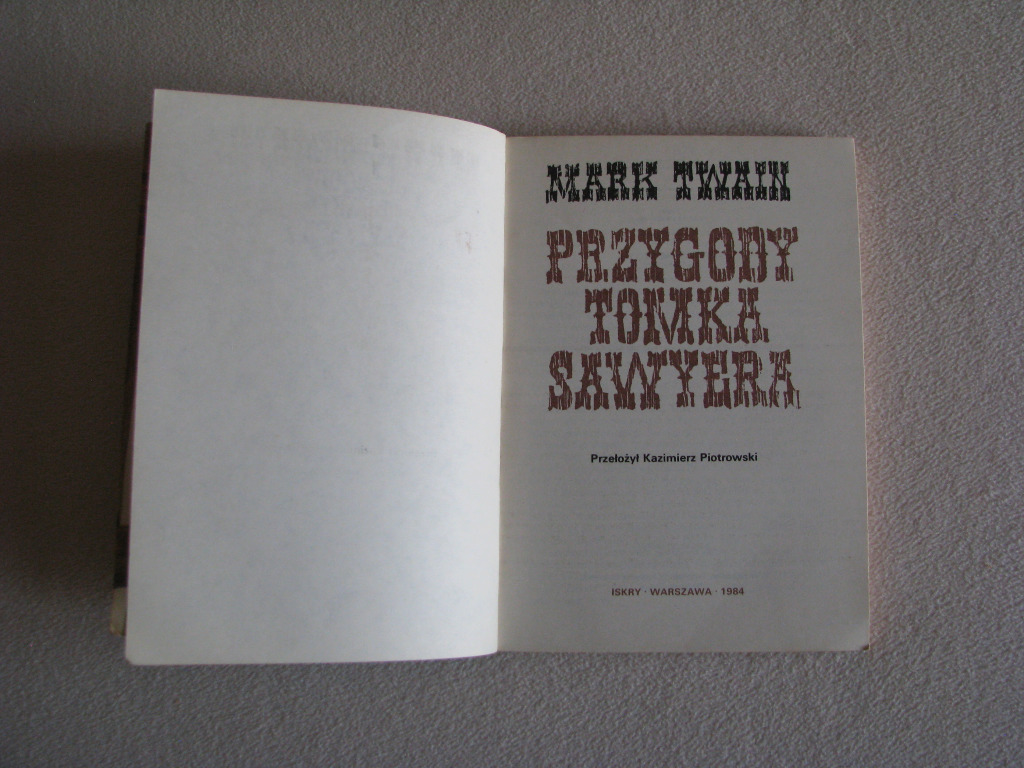 MARK TWAIN
PRZYGODY
TOMKA
SAWYERA
Przełożył Kazimierz Piotrowski
ISKRY · WARSZAWA · 1984